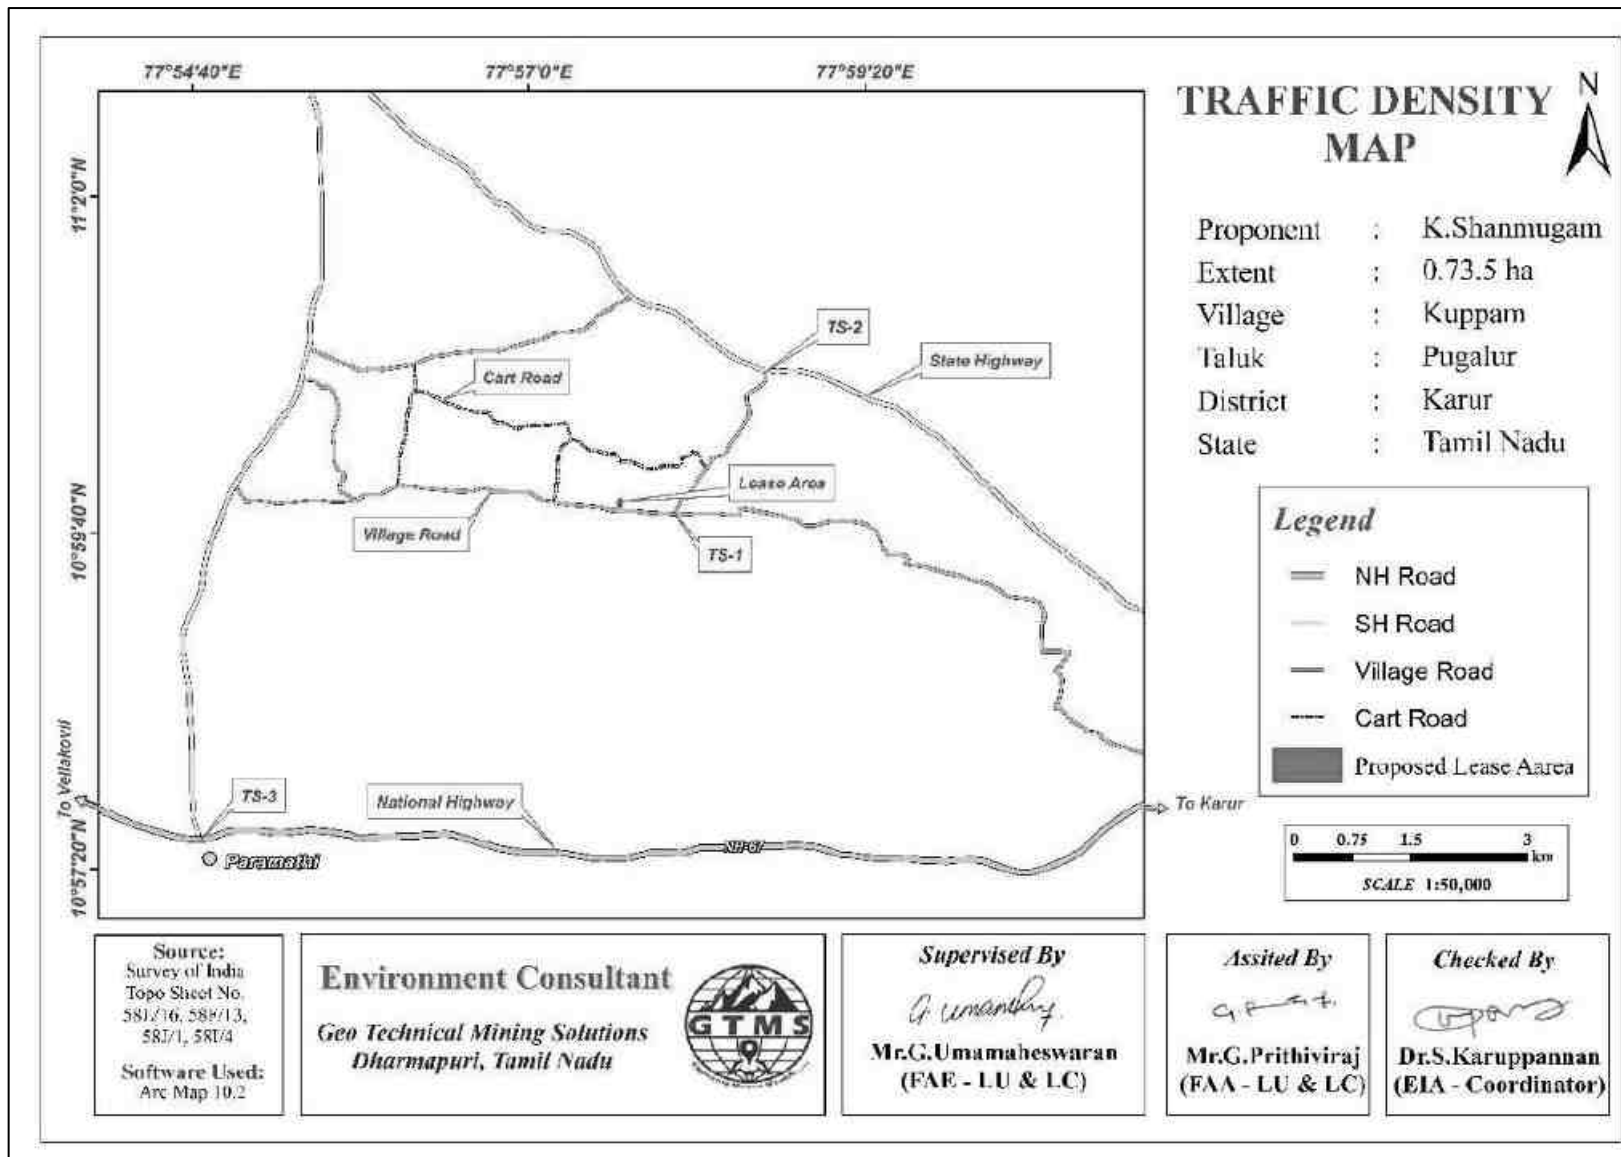 77°54'40"E
77°57'0"E
77°59'20"E
11°2'0"N
10°59'40"N
10°57'20"N
TRAFFIC DENSITY
MAP
N
Proponent : K.Shanmugam
Extent : 0.73.5 ha
Village : Kuppam
Taluk : Pugalur
District : Karur
State : Tamil Nadu
TS-2
State Highway
Cart Road
Lease Area
Village Road
TS-1
TS-3
National Highway
NH-67
To Vellakovil
To Karur
Paramathi
Legend
NH Road
SH Road
Village Road
Cart Road
Proposed Lease Aarea
0 0.75 1.5 3
km
SCALE 1:50,000
Source:
Survey of India
Topo Sheet No.
Software Used:
Arc Map 10.2
Environment Consultant
Geo Technical Mining Solutions
Dharmapuri, Tamil Nadu
GTMS
Supervised By
G. Umamaheswaran
Mr.G.Umamaheswaran
(FAE - LU & LC)
Assited By
Mr.G.Prithiviraj
(FAA - LU & LC)
Checked By
Dr.S.Karuppannan
(EIA - Coordinator)